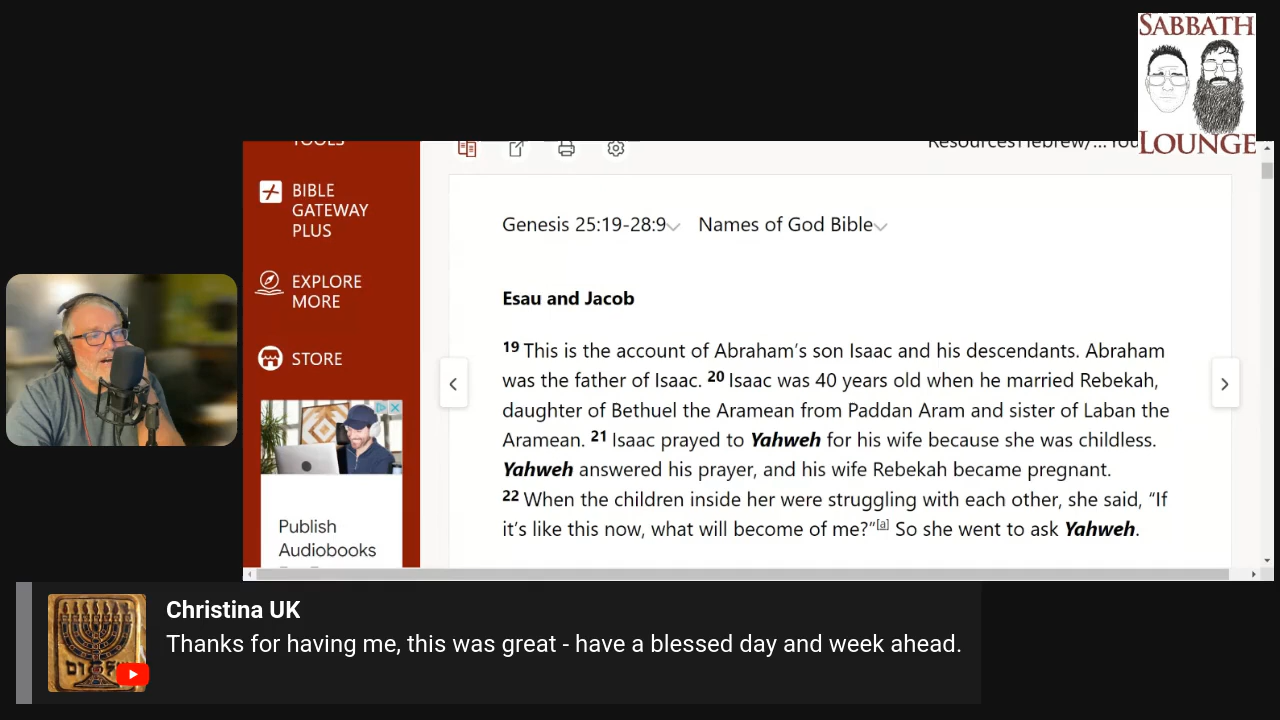 SABBATH
LOUNGE
TOOLS
BIBLE
GATEWAY
PLUS
EXPLORE
MORE
STORE
Publish
Audiobooks
Genesis 25:19-28:9
Names of God Bible
Esau and Jacob
19 This is the account of Abraham’s son Isaac and his descendants. Abraham
was the father of Isaac. 20 Isaac was 40 years old when he married Rebekah,
daughter of Bethuel the Aramean from Paddan Aram and sister of Laban the
Aramean. 21 Isaac prayed to Yahweh for his wife because she was childless.
Yahweh answered his prayer, and his wife Rebekah became pregnant.
22 When the children inside her were struggling with each other, she said, “If
it’s like this now, what will become of me?”[a] So she went to ask Yahweh.
Christina UK
Thanks for having me, this was great - have a blessed day and week ahead.